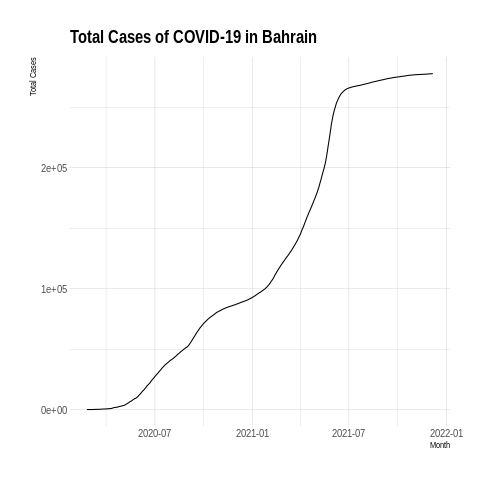 Total Cases of COVID-19 in Bahrain
Total Cases
2e+05
1e+05
0e+00
2020-07 2021-01 2021-07 2022-01
Month